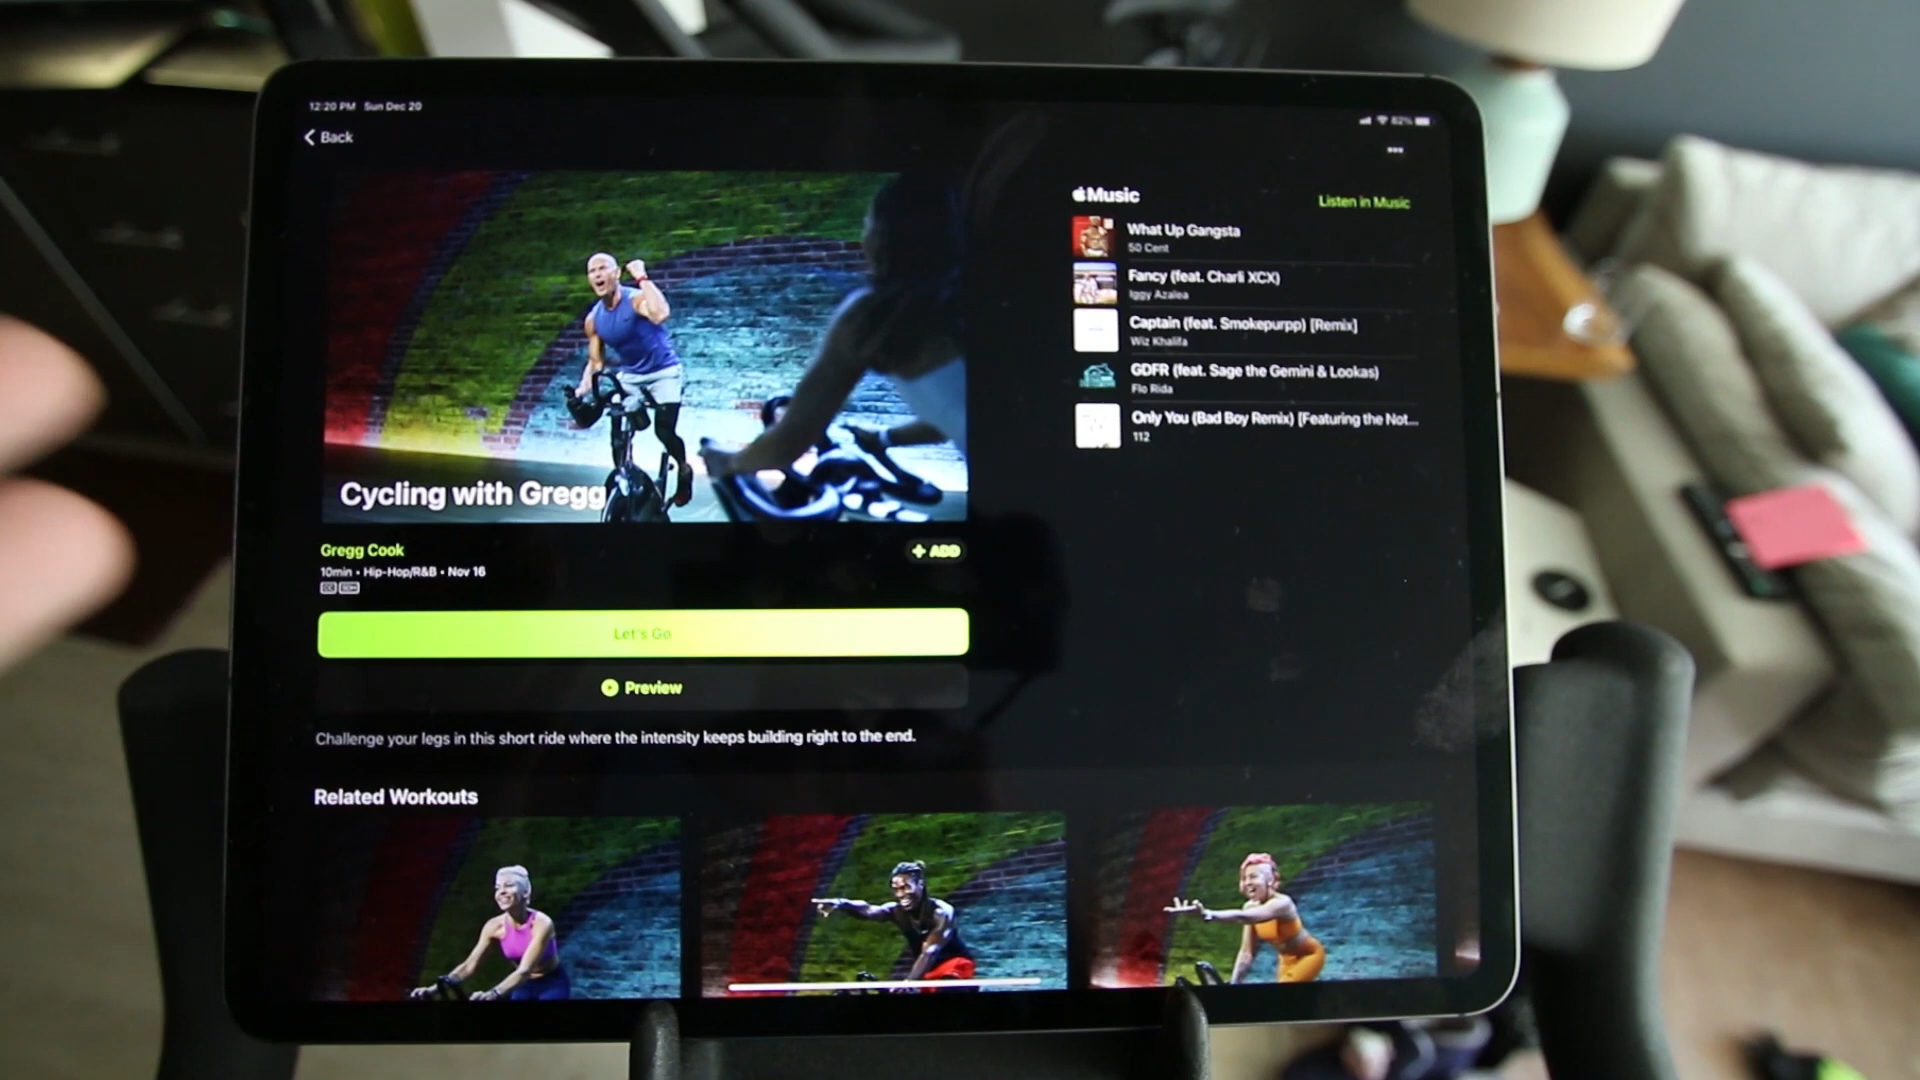 12:20 PM Sun Dec 20
82%
Back
Music
Listen in Music
What Up Gangsta
50 Cent
Fancy (feat. Charli XCX)
Iggy Azalea
Captain (feat. Smokepurpp) [Remix]
Wiz Khalifa
GDFR (feat. Sage the Gemini & Lookas)
Flo Rida
Only You (Bad Boy Remix) [Featuring the Not...
112
Cycling with Gregg
Gregg Cook
+ ADD
10min • Hip-Hop/R&B • Nov 16
CC SDH
Let's Go
Preview
Challenge your legs in this short ride where the intensity keeps building right to the end.
Related Workouts